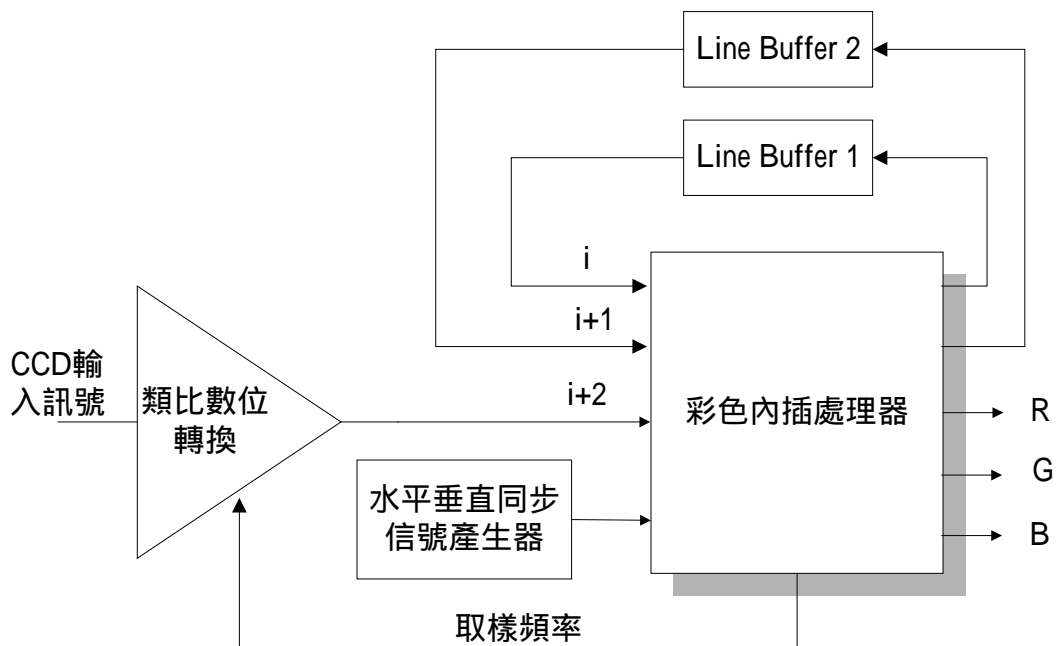 Line Buffer 2
Line Buffer 1
i
i+1
CCD輸
入訊號
類比數位
轉換
i+2
彩色內插處理器
R
G
B
水平垂直同步
信號產生器
取樣頻率